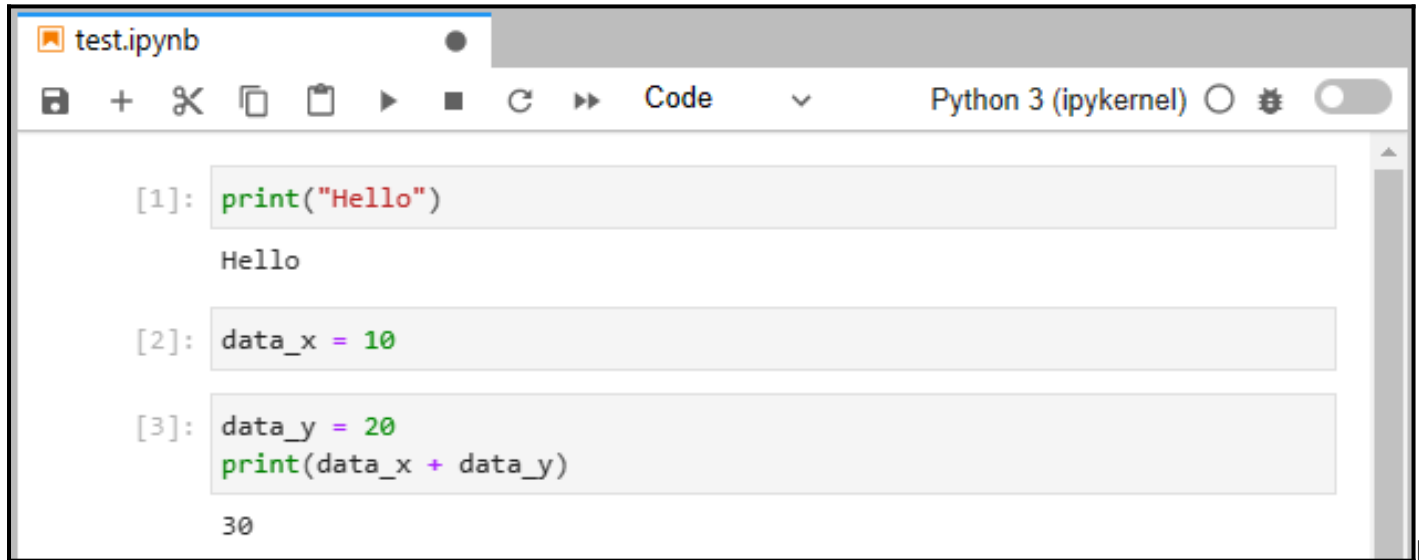 test.ipynb
Code Python 3 (ipykernel)
[1]: print("Hello")
Hello
[2]: data_x = 10
[3]: data_y = 20
print(data_x + data_y)
30